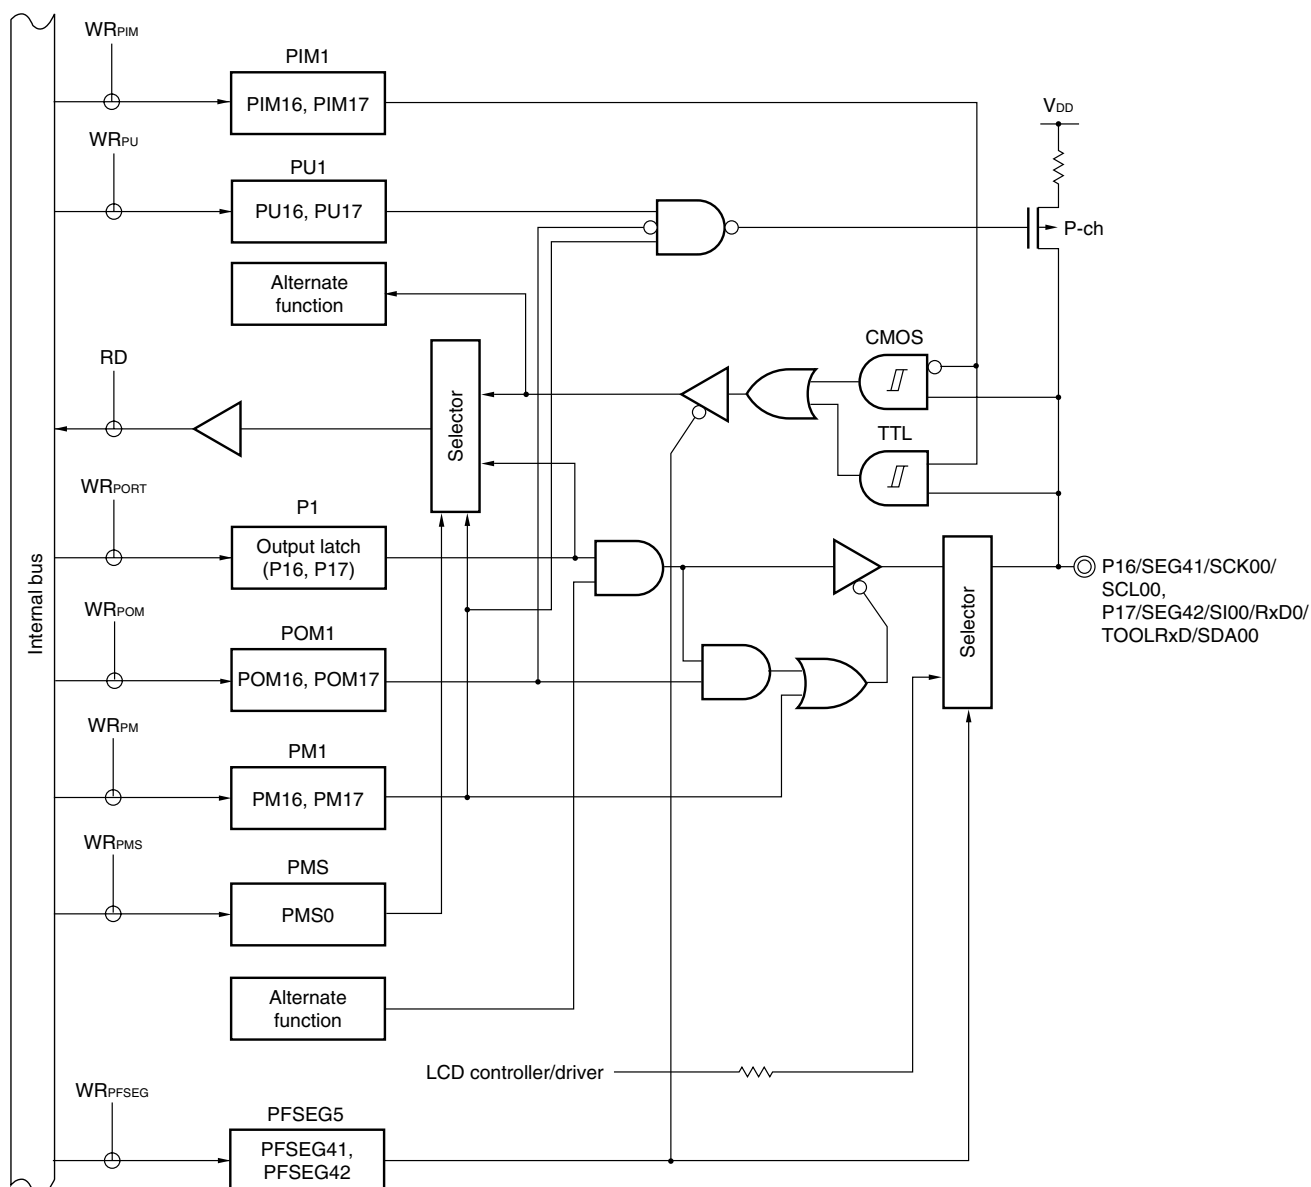 WRPIM
PIM1
PIM16, PIM17
VDD
WRPU
PU1
PU16, PU17
P-ch
Alternate
function
CMOS
RD
Selector
TTL
WRPORT
P1
Output latch
(P16, P17)
Internal bus
P16/SEG41/SCK00/
SCL00,
P17/SEG42/SI00/RxD0/
TOOLRxD/SDA00
Selector
WRPOM
POM1
POM16, POM17
WRPM
PM1
PM16, PM17
WRPMS
PMS
PMS0
Alternate
function
LCD controller/driver
WRPFSEG
PFSEG5
PFSEG41,
PFSEG42